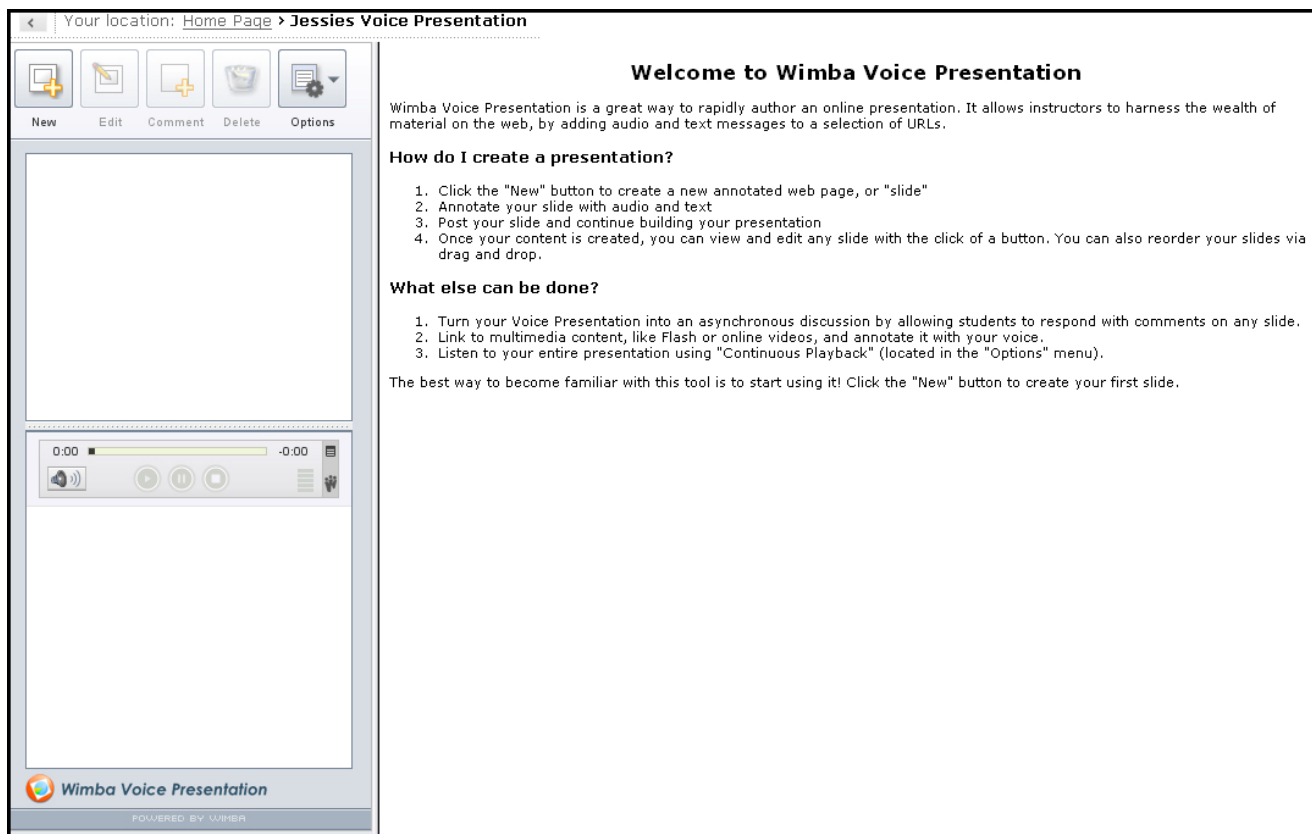 Your location: Home Page › Jessies Voice Presentation
New Edit Comment Delete Options
Welcome to Wimba Voice Presentation
Wimba Voice Presentation is a great way to rapidly author an online presentation. It allows instructors to harness the wealth of
material on the web, by adding audio and text messages to a selection of URLs.
How do I create a presentation?
1. Click the "New" button to create a new annotated web page, or "slide"
2. Annotate your slide with audio and text
3. Post your slide and continue building your presentation
4. Once your content is created, you can view and edit any slide with the click of a button. You can also reorder your slides via
drag and drop.
What else can be done?
1. Turn your Voice Presentation into an asynchronous discussion by allowing students to respond with comments on any slide.
2. Link to multimedia content, like Flash or online videos, and annotate it with your voice.
3. Listen to your entire presentation using "Continuous Playback" (located in the "Options" menu).
The best way to become familiar with this tool is to start using it! Click the "New" button to create your first slide.
0:00 -0:00
Wimba Voice Presentation
POWERED BY WIMBA